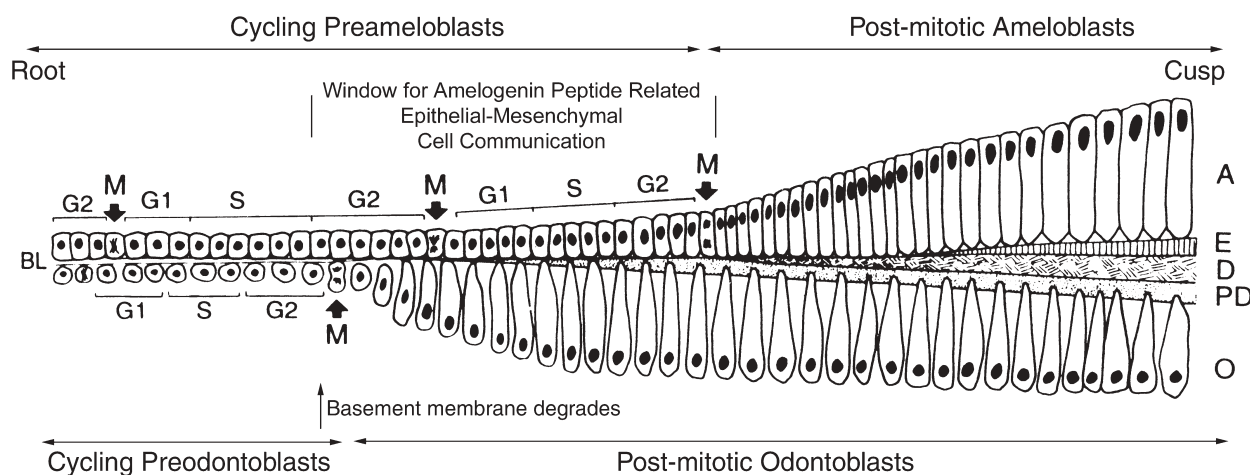 Cycling Preameloblasts
Post-mitotic Ameloblasts
Root
Cusp
Window for Amelogenin Peptide Related
Epithelial-Mesenchymal
Cell Communication
G2
M
G1
S
G2
M
G1
S
G2
M
A
BL
E
D
PD
G1
S
G2
M
O
Basement membrane degrades
Cycling Preodontoblasts
Post-mitotic Odontoblasts